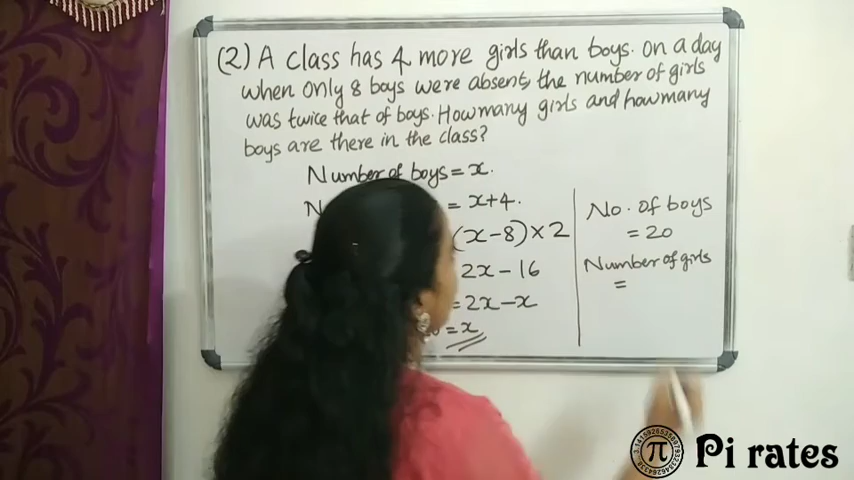 (2) A class has 4 more girls than boys. On a day
when only 8 boys were absent, the number of girls
was twice that of boys. How many girls and how many
boys are there in the class?
Number of boys = x.
= x+4.
(x-8) × 2
2x - 16
= 2x - x
= x
No. of boys
= 20
Number of girls
=
Pi rates